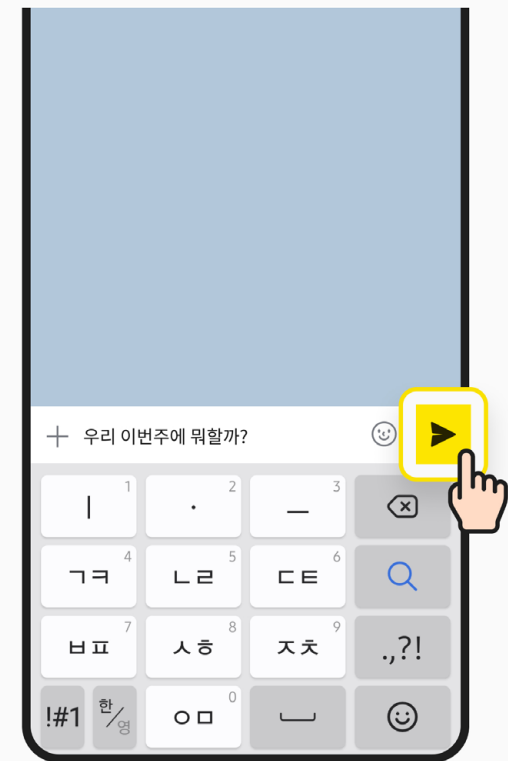 우리 이번주에 뭐할까?
1 2 3
ㅣ · ㅡ
4 5 6
ㄱㅋ ㄴㄹ ㄷㅌ
7 8 9
ㅂㅍ ㅅㅎ ㅈㅊ .,?!
0
!#1 한/영 ㅇㅁ